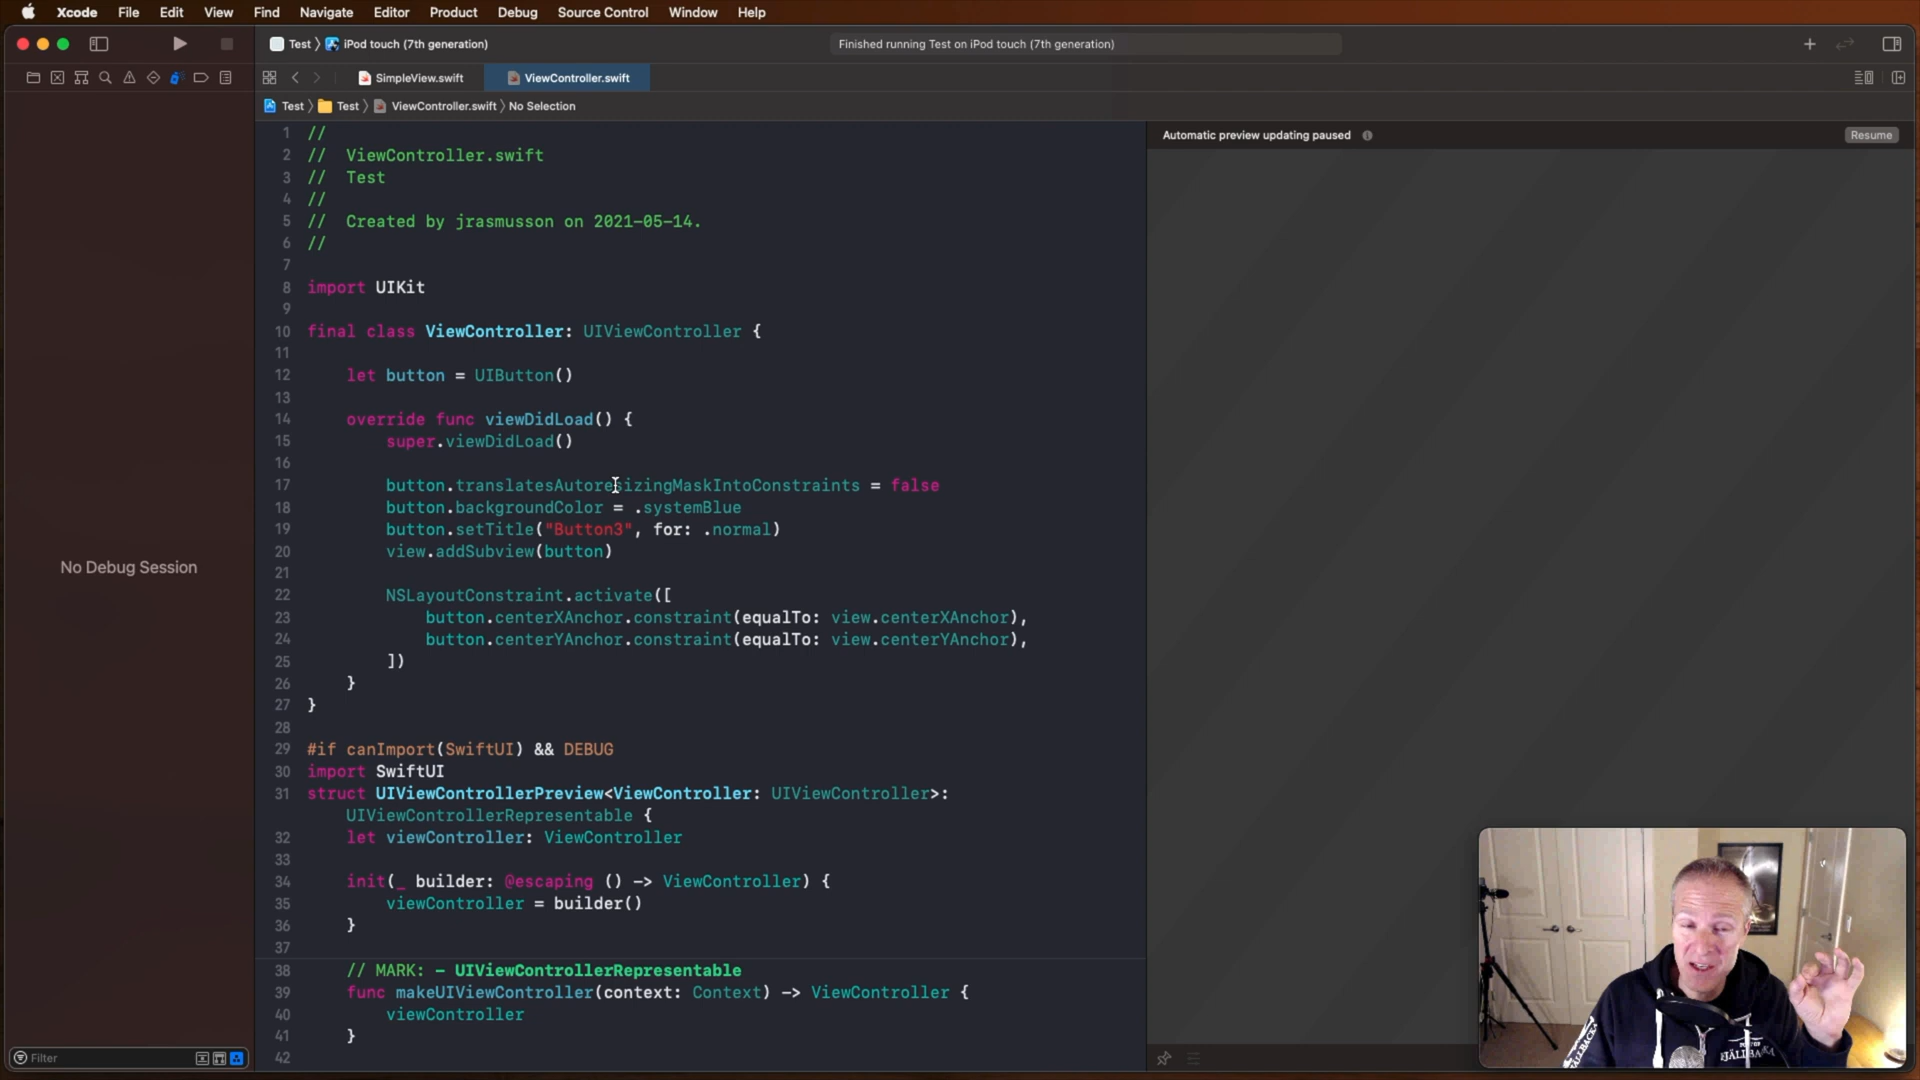 Xcode File Edit View Find Navigate Editor Product Debug Source Control Window Help
Test iPod touch (7th generation)
Finished running Test on iPod touch (7th generation)
SimpleView.swift
ViewController.swift
Test Test ViewController.swift No Selection
Automatic preview updating paused
Resume
1 //
2 //  ViewController.swift
3 //  Test
4 //
5 //  Created by jrasmusson on 2021-05-14.
6 //
7
8 import UIKit
9
10 final class ViewController: UIViewController {
11
12     let button = UIButton()
13
14     override func viewDidLoad() {
15         super.viewDidLoad()
16
17         button.translatesAutoresizingMaskIntoConstraints = false
18         button.backgroundColor = .systemBlue
19         button.setTitle("Button3", for: .normal)
20         view.addSubview(button)
21
22         NSLayoutConstraint.activate([
23             button.centerXAnchor.constraint(equalTo: view.centerXAnchor),
24             button.centerYAnchor.constraint(equalTo: view.centerYAnchor),
25         ])
26     }
27 }
28
29 #if canImport(SwiftUI) && DEBUG
30 import SwiftUI
31 struct UIViewControllerPreview<ViewController: UIViewController>:
    UIViewControllerRepresentable {
32     let viewController: ViewController
33
34     init(_ builder: @escaping () -> ViewController) {
35         viewController = builder()
36     }
37
38     // MARK: - UIViewControllerRepresentable
39     func makeUIViewController(context: Context) -> ViewController {
40         viewController
41     }
42
No Debug Session
Filter
FJÄLLBACKA